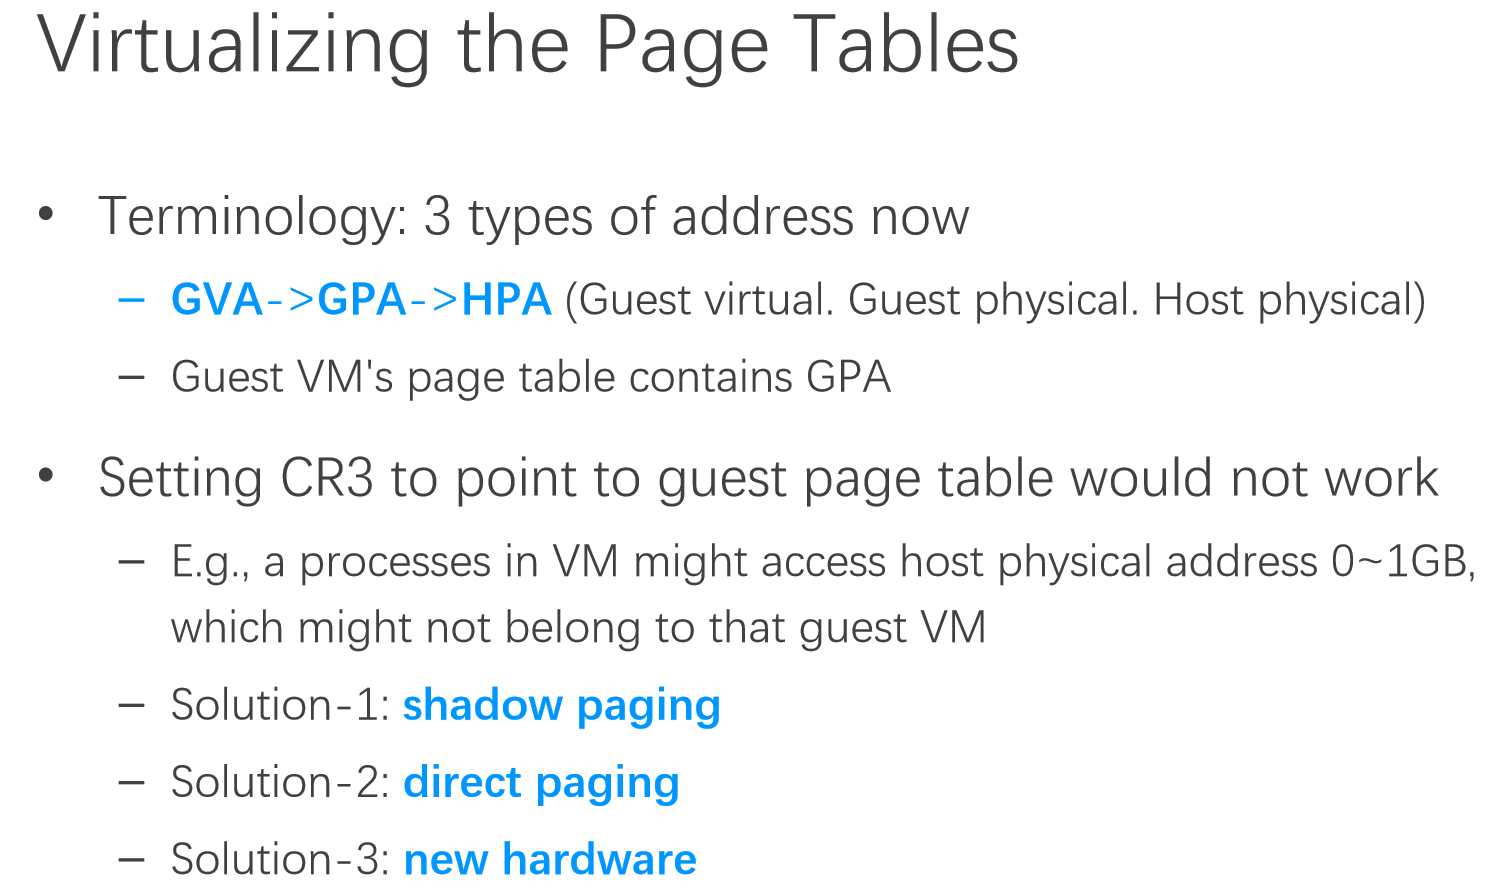 Virtualizing the Page Tables
• Terminology: 3 types of address now
– GVA->GPA->HPA (Guest virtual. Guest physical. Host physical)
– Guest VM's page table contains GPA
• Setting CR3 to point to guest page table would not work
– E.g., a processes in VM might access host physical address 0~1GB,
which might not belong to that guest VM
– Solution-1: shadow paging
– Solution-2: direct paging
– Solution-3: new hardware